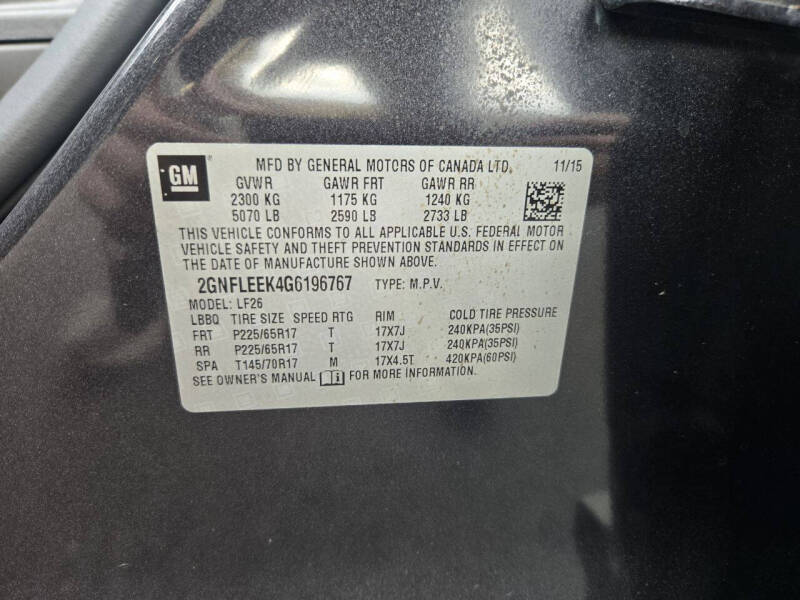 GM
MFD BY GENERAL MOTORS OF CANADA LTD. 11/15
GVWR GAWR FRT GAWR RR
2300 KG 1175 KG 1240 KG
5070 LB 2590 LB 2733 LB
THIS VEHICLE CONFORMS TO ALL APPLICABLE U.S. FEDERAL MOTOR
VEHICLE SAFETY AND THEFT PREVENTION STANDARDS IN EFFECT ON
THE DATE OF MANUFACTURE SHOWN ABOVE.
2GNFLEEK4G6196767 TYPE: M.P.V.
MODEL: LF26
LBBQ TIRE SIZE SPEED RTG RIM COLD TIRE PRESSURE
FRT P225/65R17 T 17X7J 240KPA(35PSI)
RR P225/65R17 T 17X7J 240KPA(35PSI)
SPA T145/70R17 M 17X4.5T 420KPA(60PSI)
SEE OWNER'S MANUAL FOR MORE INFORMATION.